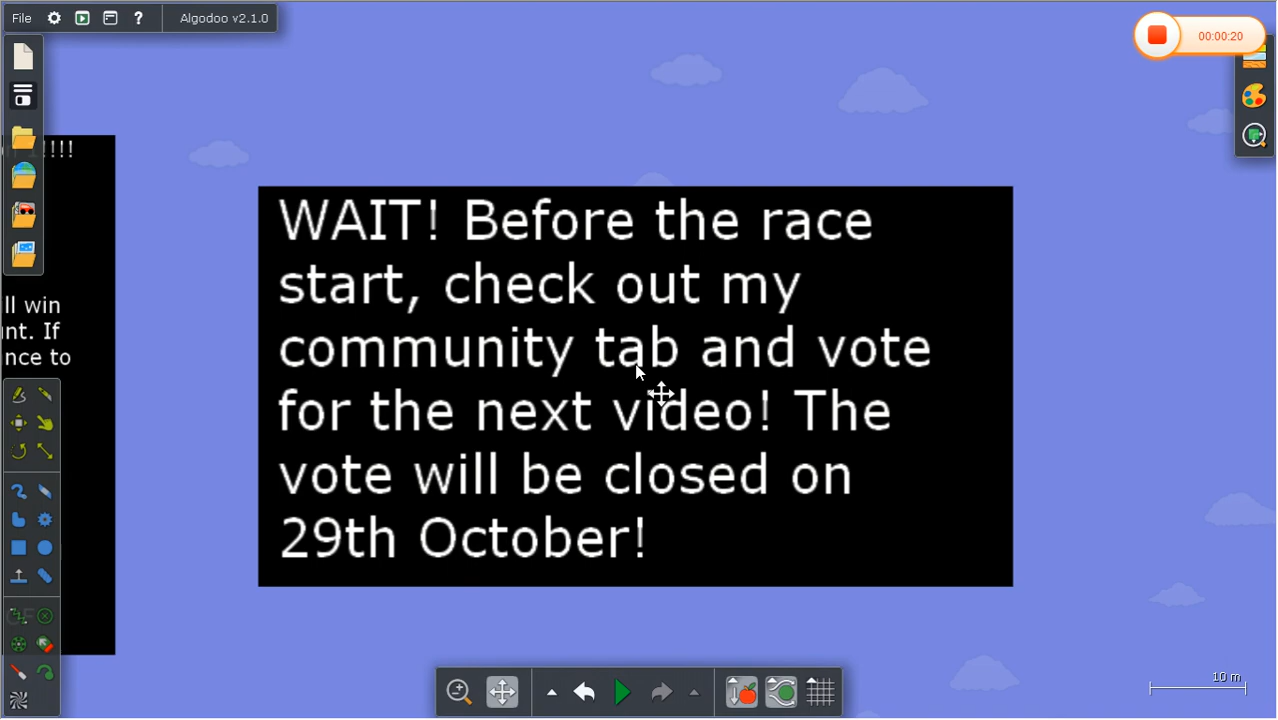 File
?
Algodoo v2.1.0
00:00:20
!!!!
ll win
nt. If
nce to
WAIT! Before the race
start, check out my
community tab and vote
for the next video! The
vote will be closed on
29th October!
10 m